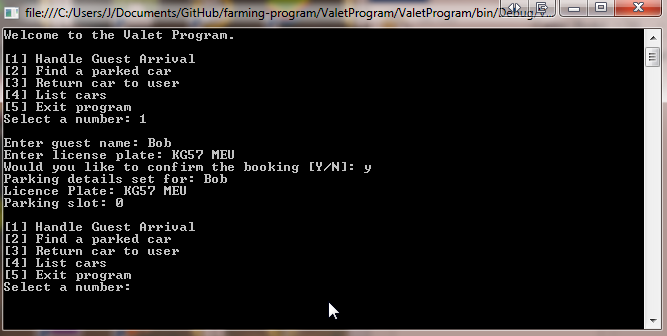 file:///C:/Users/J/Documents/GitHub/farming-program/ValetProgram/ValetProgram/bin/Debug/V...
Welcome to the Valet Program.
[1] Handle Guest Arrival
[2] Find a parked car
[3] Return car to user
[4] List cars
[5] Exit program
Select a number: 1
Enter guest name: Bob
Enter license plate: KG57 MEU
Would you like to confirm the booking [Y/N]: y
Parking details set for: Bob
Licence Plate: KG57 MEU
Parking slot: 0
[1] Handle Guest Arrival
[2] Find a parked car
[3] Return car to user
[4] List cars
[5] Exit program
Select a number: